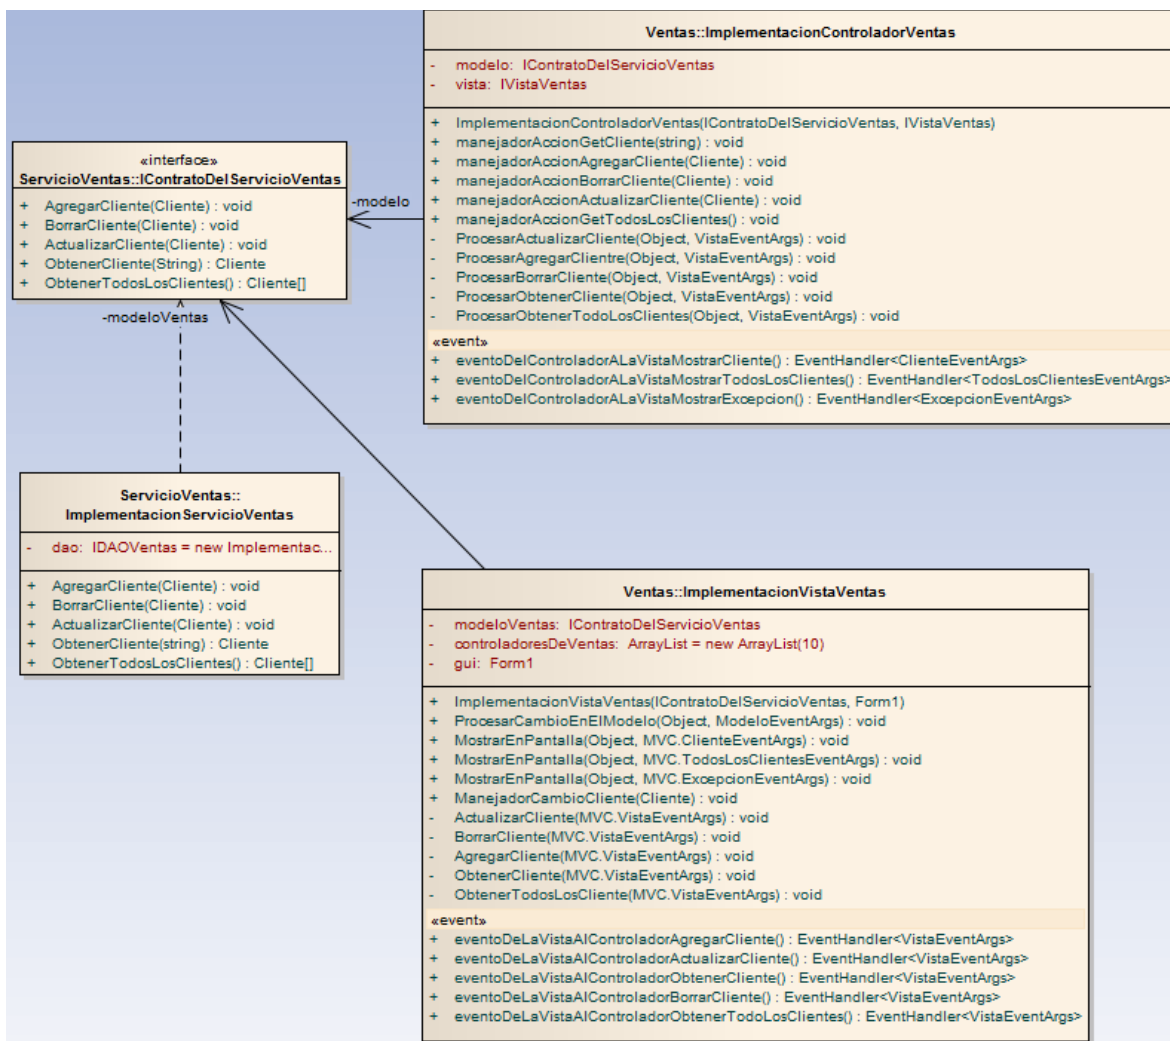 «interface»
ServicioVentas::IContratoDelServicioVentas
+ AgregarCliente(Cliente) : void
+ BorrarCliente(Cliente) : void
+ ActualizarCliente(Cliente) : void
+ ObtenerCliente(String) : Cliente
+ ObtenerTodosLosClientes() : Cliente[]
-modeloVentas
-modelo
Ventas::ImplementacionControladorVentas
- modelo: IContratoDelServicioVentas
- vista: IVistaVentas
+ ImplementacionControladorVentas(IContratoDelServicioVentas, IVistaVentas)
+ manejadorAccionGetCliente(string) : void
+ manejadorAccionAgregarCliente(Cliente) : void
+ manejadorAccionBorrarCliente(Cliente) : void
+ manejadorAccionActualizarCliente(Cliente) : void
+ manejadorAccionGetTodosLosClientes() : void
- ProcesarActualizarCliente(Object, VistaEventArgs) : void
- ProcesarAgregarClientre(Object, VistaEventArgs) : void
- ProcesarBorrarCliente(Object, VistaEventArgs) : void
- ProcesarObtenerCliente(Object, VistaEventArgs) : void
- ProcesarObtenerTodoLosClientes(Object, VistaEventArgs) : void
«event»
+ eventoDelControladorALaVistaMostrarCliente() : EventHandler<ClienteEventArgs>
+ eventoDelControladorALaVistaMostrarTodosLosClientes() : EventHandler<TodosLosClientesEventArgs>
+ eventoDelControladorALaVistaMostrarExcepcion() : EventHandler<ExcepcionEventArgs>
ServicioVentas::
ImplementacionServicioVentas
- dao: IDAOVentas = new Implementac...
+ AgregarCliente(Cliente) : void
+ BorrarCliente(Cliente) : void
+ ActualizarCliente(Cliente) : void
+ ObtenerCliente(string) : Cliente
+ ObtenerTodosLosClientes() : Cliente[]
Ventas::ImplementacionVistaVentas
- modeloVentas: IContratoDelServicioVentas
- controladoresDeVentas: ArrayList = new ArrayList(10)
- gui: Form1
+ ImplementacionVistaVentas(IContratoDelServicioVentas, Form1)
+ ProcesarCambioEnElModelo(Object, ModeloEventArgs) : void
+ MostrarEnPantalla(Object, MVC.ClienteEventArgs) : void
+ MostrarEnPantalla(Object, MVC.TodosLosClientesEventArgs) : void
+ MostrarEnPantalla(Object, MVC.ExcepcionEventArgs) : void
+ ManejadorCambioCliente(Cliente) : void
- ActualizarCliente(MVC.VistaEventArgs) : void
- BorrarCliente(MVC.VistaEventArgs) : void
- AgregarCliente(MVC.VistaEventArgs) : void
- ObtenerCliente(MVC.VistaEventArgs) : void
- ObtenerTodosLosCliente(MVC.VistaEventArgs) : void
«event»
+ eventoDeLaVistaAlControladorAgregarCliente() : EventHandler<VistaEventArgs>
+ eventoDeLaVistaAlControladorActualizarCliente() : EventHandler<VistaEventArgs>
+ eventoDeLaVistaAlControladorObtenerCliente() : EventHandler<VistaEventArgs>
+ eventoDeLaVistaAlControladorBorrarCliente() : EventHandler<VistaEventArgs>
+ eventoDeLaVistaAlControladorObtenerTodoLosClientes() : EventHandler<VistaEventArgs>